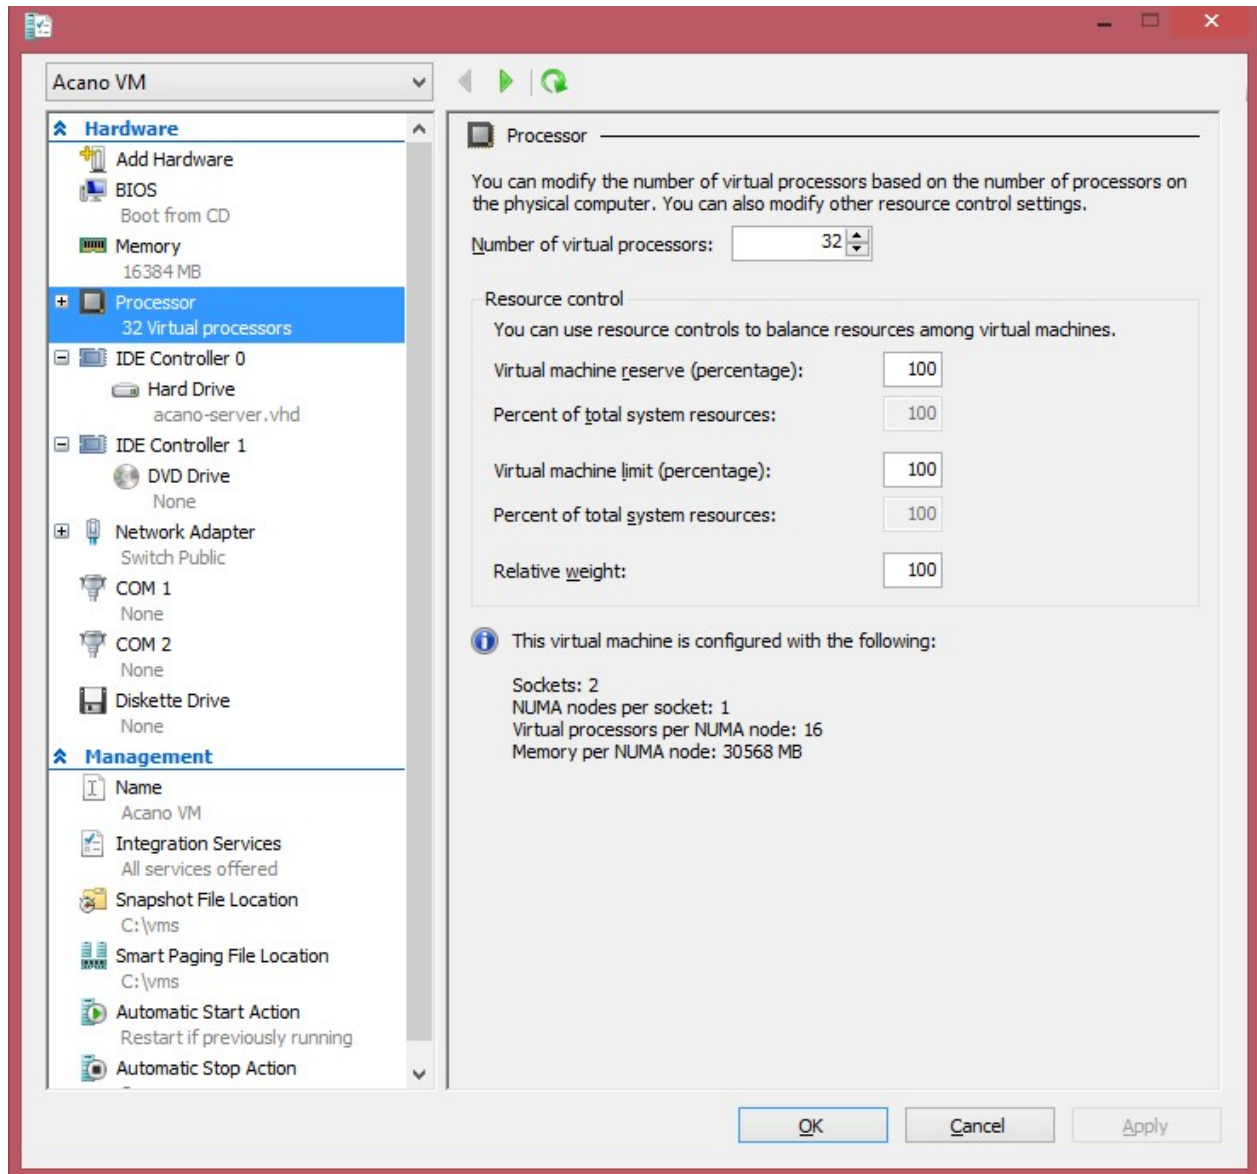 Acano VM
Hardware
Add Hardware
BIOS
Boot from CD
Memory
16384 MB
Processor
32 Virtual processors
IDE Controller 0
Hard Drive
acano-server.vhd
IDE Controller 1
DVD Drive
None
Network Adapter
Switch Public
COM 1
None
COM 2
None
Diskette Drive
None
Management
Name
Acano VM
Integration Services
All services offered
Snapshot File Location
C:\vms
Smart Paging File Location
C:\vms
Automatic Start Action
Restart if previously running
Automatic Stop Action
Processor
You can modify the number of virtual processors based on the number of processors on
the physical computer. You can also modify other resource control settings.
Number of virtual processors: 32
Resource control
You can use resource controls to balance resources among virtual machines.
Virtual machine reserve (percentage): 100
Percent of total system resources: 100
Virtual machine limit (percentage): 100
Percent of total system resources: 100
Relative weight: 100
This virtual machine is configured with the following:
Sockets: 2
NUMA nodes per socket: 1
Virtual processors per NUMA node: 16
Memory per NUMA node: 30568 MB
OK Cancel Apply